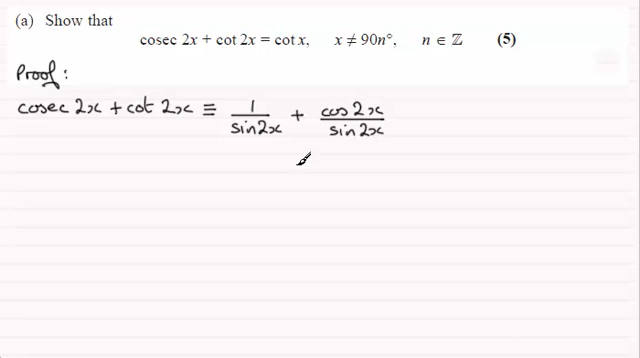 (a) Show that
cosec 2x + cot 2x = cot x, x ≠ 90n°, n ∈ ℤ (5)
Proof:
cosec 2x + cot 2x ≡ 1/sin2x + cos2x/sin2x